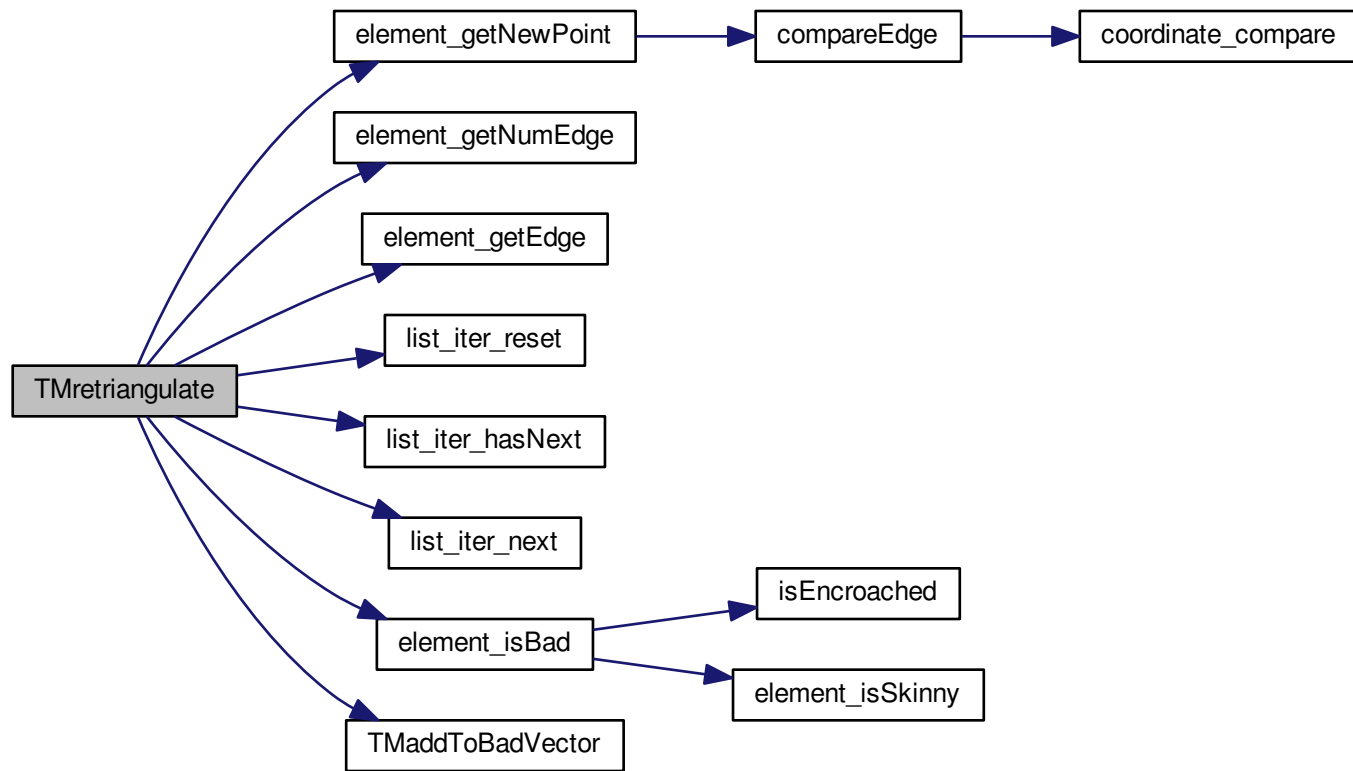 element_getNewPoint
compareEdge
coordinate_compare
element_getNumEdge
element_getEdge
list_iter_reset
TMretriangulate
list_iter_hasNext
list_iter_next
isEncroached
element_isBad
element_isSkinny
TMaddToBadVector